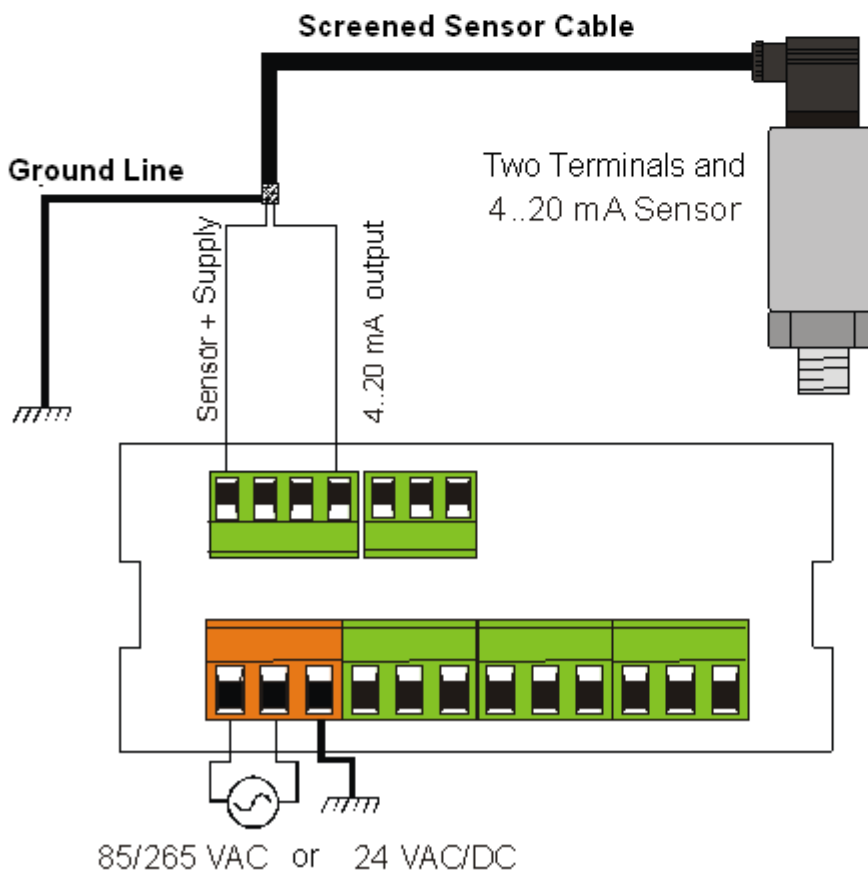 Screened Sensor Cable
Ground Line
Two Terminals and
4..20 mA Sensor
Sensor + Supply
4..20 mA output
85/265 VAC or 24 VAC/DC